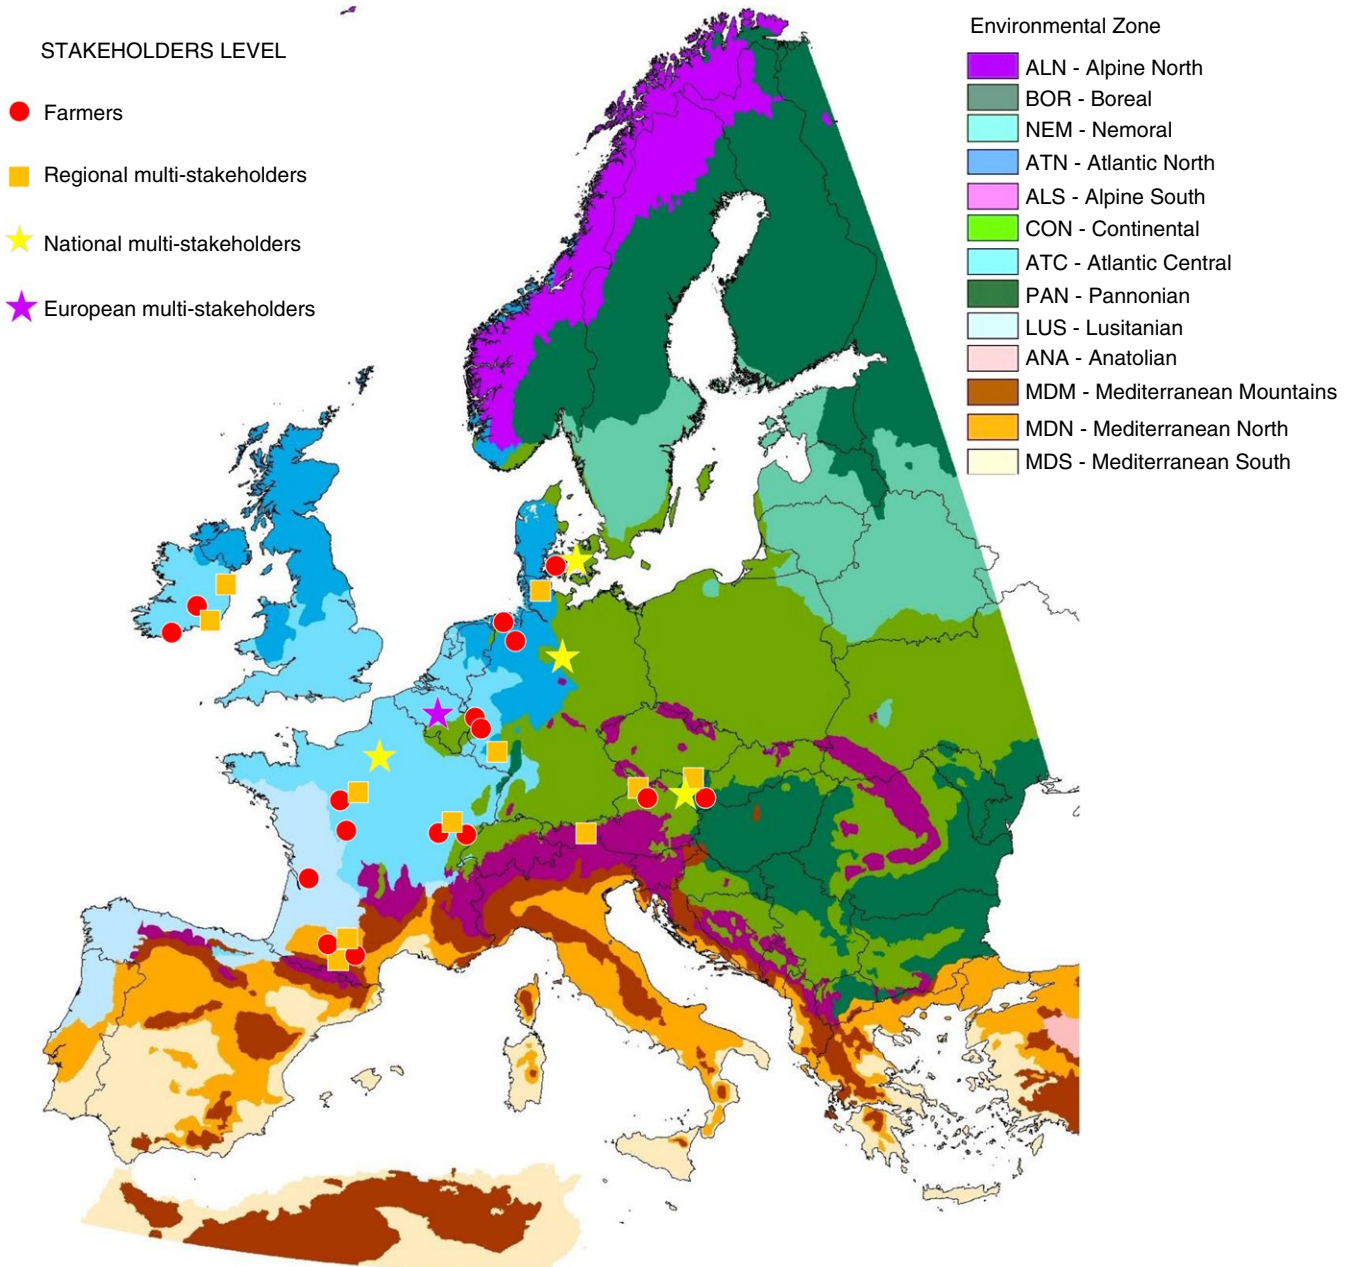 STAKEHOLDERS LEVEL
Farmers
Regional multi-stakeholders
National multi-stakeholders
European multi-stakeholders
Environmental Zone
ALN - Alpine North
BOR - Boreal
NEM - Nemoral
ATN - Atlantic North
ALS - Alpine South
CON - Continental
ATC - Atlantic Central
PAN - Pannonian
LUS - Lusitanian
ANA - Anatolian
MDM - Mediterranean Mountains
MDN - Mediterranean North
MDS - Mediterranean South